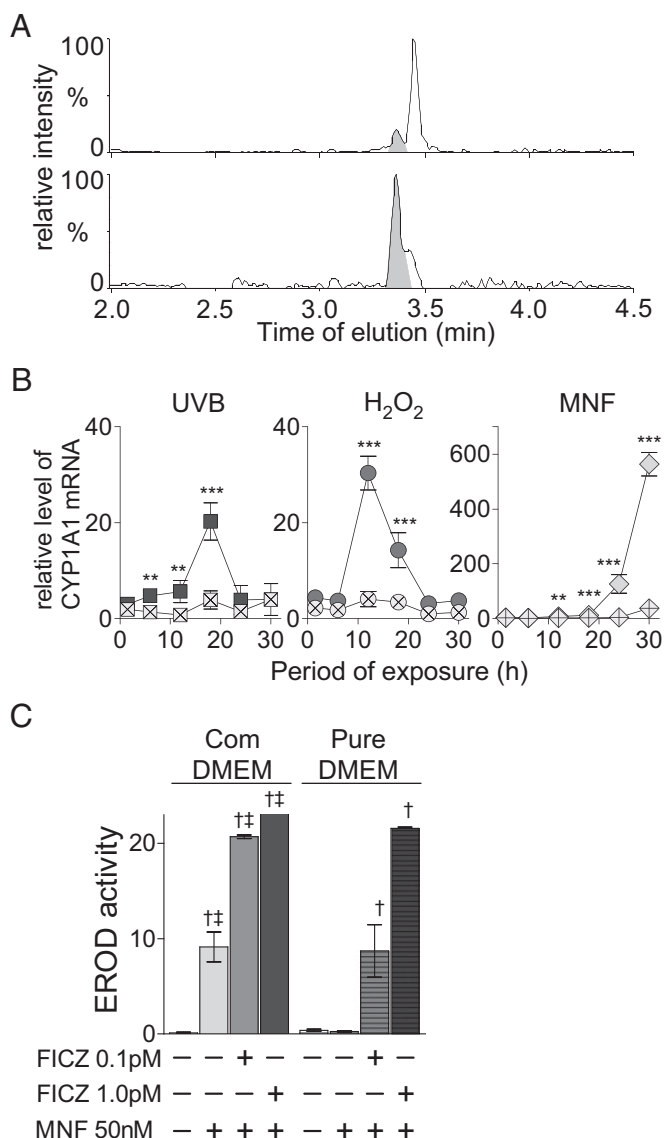 A
relative intensity
100
%
0
100
%
0
2.0 2.5 3.0 3.5 4.0 4.5
Time of elution (min)
B
UVB H₂O₂ MNF
relative level of
CYP1A1 mRNA
40
20
0
** ** ***
0 10 20 30
40
20
0
*** ***
0 10 20 30
600
400
200
0
** *** *** ***
0 10 20 30
Period of exposure (h)
C
Com
DMEM
Pure
DMEM
EROD activity
20
10
0
†‡ †‡ †‡ † †
FICZ 0.1pM − − + − − − + −
FICZ 1.0pM − − − + − − − +
MNF 50nM − + + + − + + +